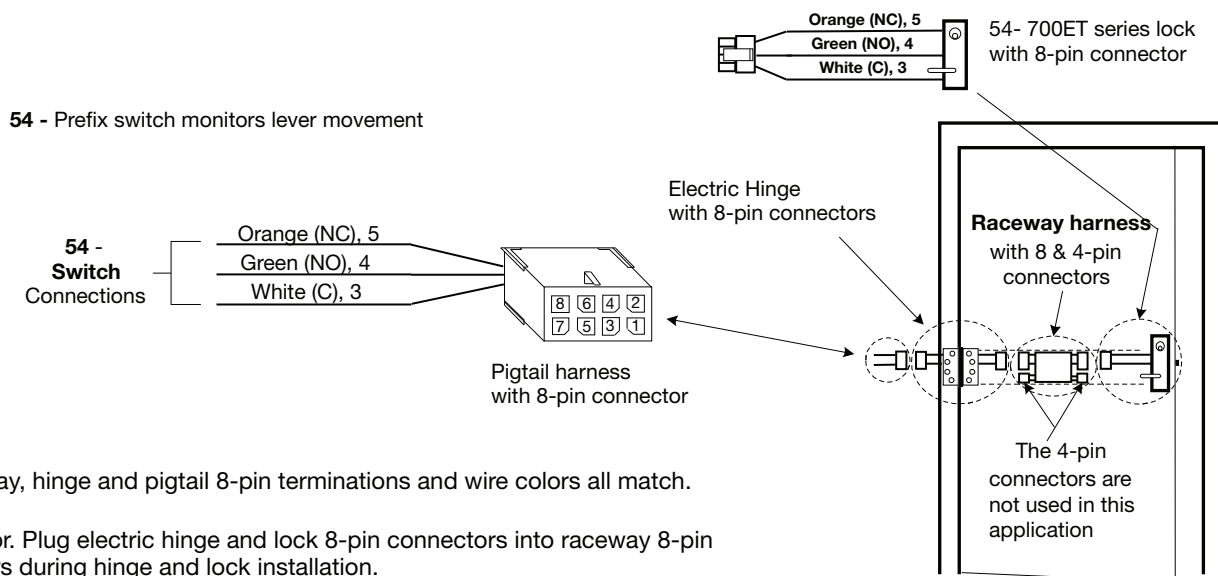 Orange (NC), 5
Green (NO), 4
White (C), 3
54- 700ET series lock
with 8-pin connector
54 - Prefix switch monitors lever movement
Electric Hinge
with 8-pin connectors
Raceway harness
with 8 & 4-pin
connectors
54 -
Switch
Connections
Orange (NC), 5
Green (NO), 4
White (C), 3
8 6 4 2
7 5 3 1
Pigtail harness
with 8-pin connector
The 4-pin
connectors are
not used in this
application
ay, hinge and pigtail 8-pin terminations and wire colors all match.
or. Plug electric hinge and lock 8-pin connectors into raceway 8-pin
rs during hinge and lock installation.